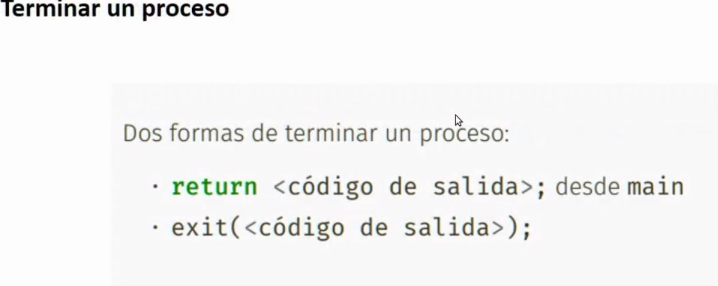 Terminar un proceso
Dos formas de terminar un proceso:
· return <código de salida>; desde main
· exit(<código de salida>);